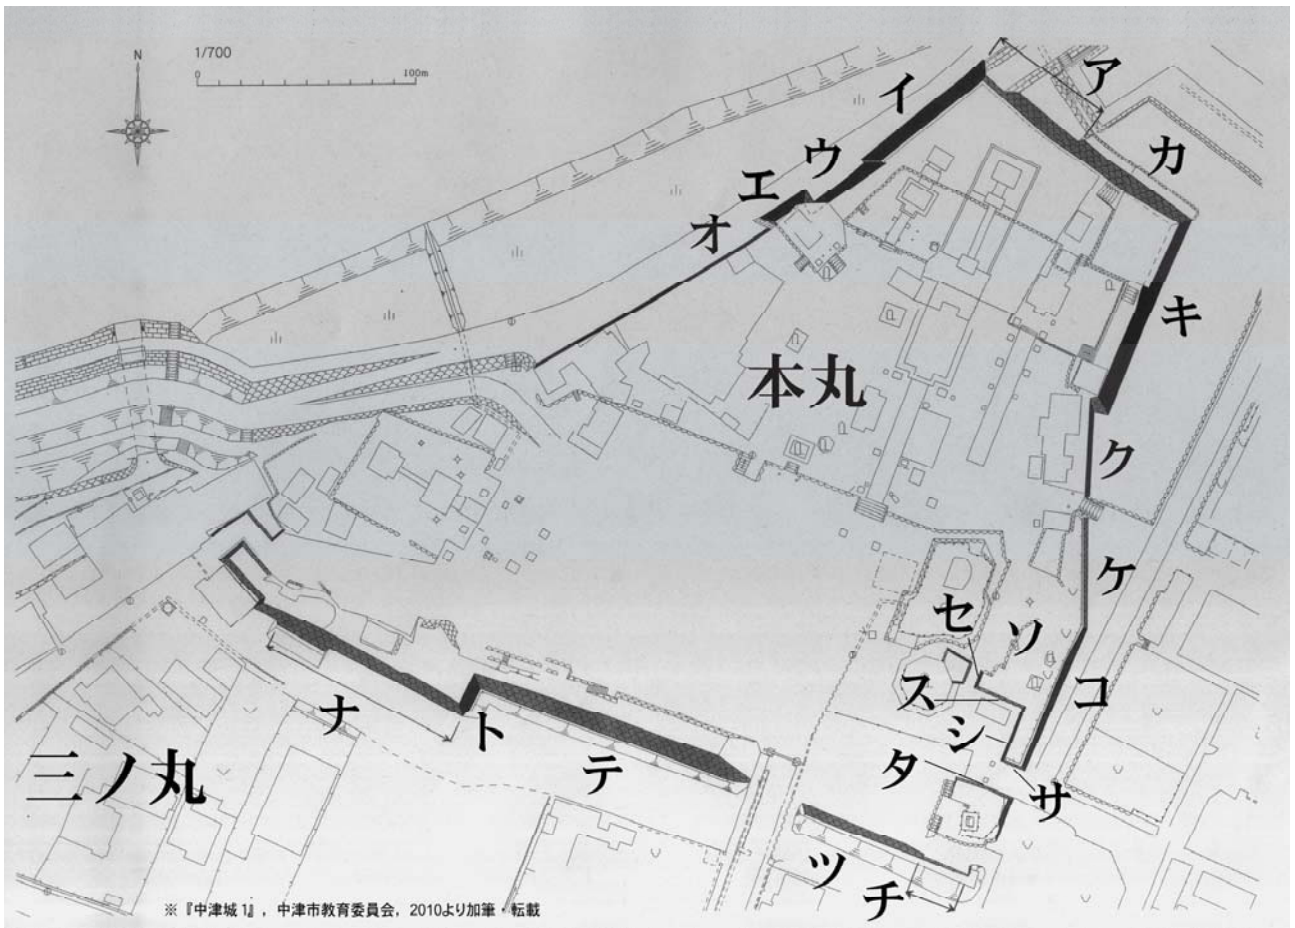 N
1/700
0
100m
ア
イ
カ
ウ
エ
オ
キ
本丸
ク
ケ
セ
ソ
ス
コ
シ
ナ
ト
タ
サ
三ノ丸
テ
ツ
チ
※『中津城1』,中津市教育委員会,2010より加筆・転載